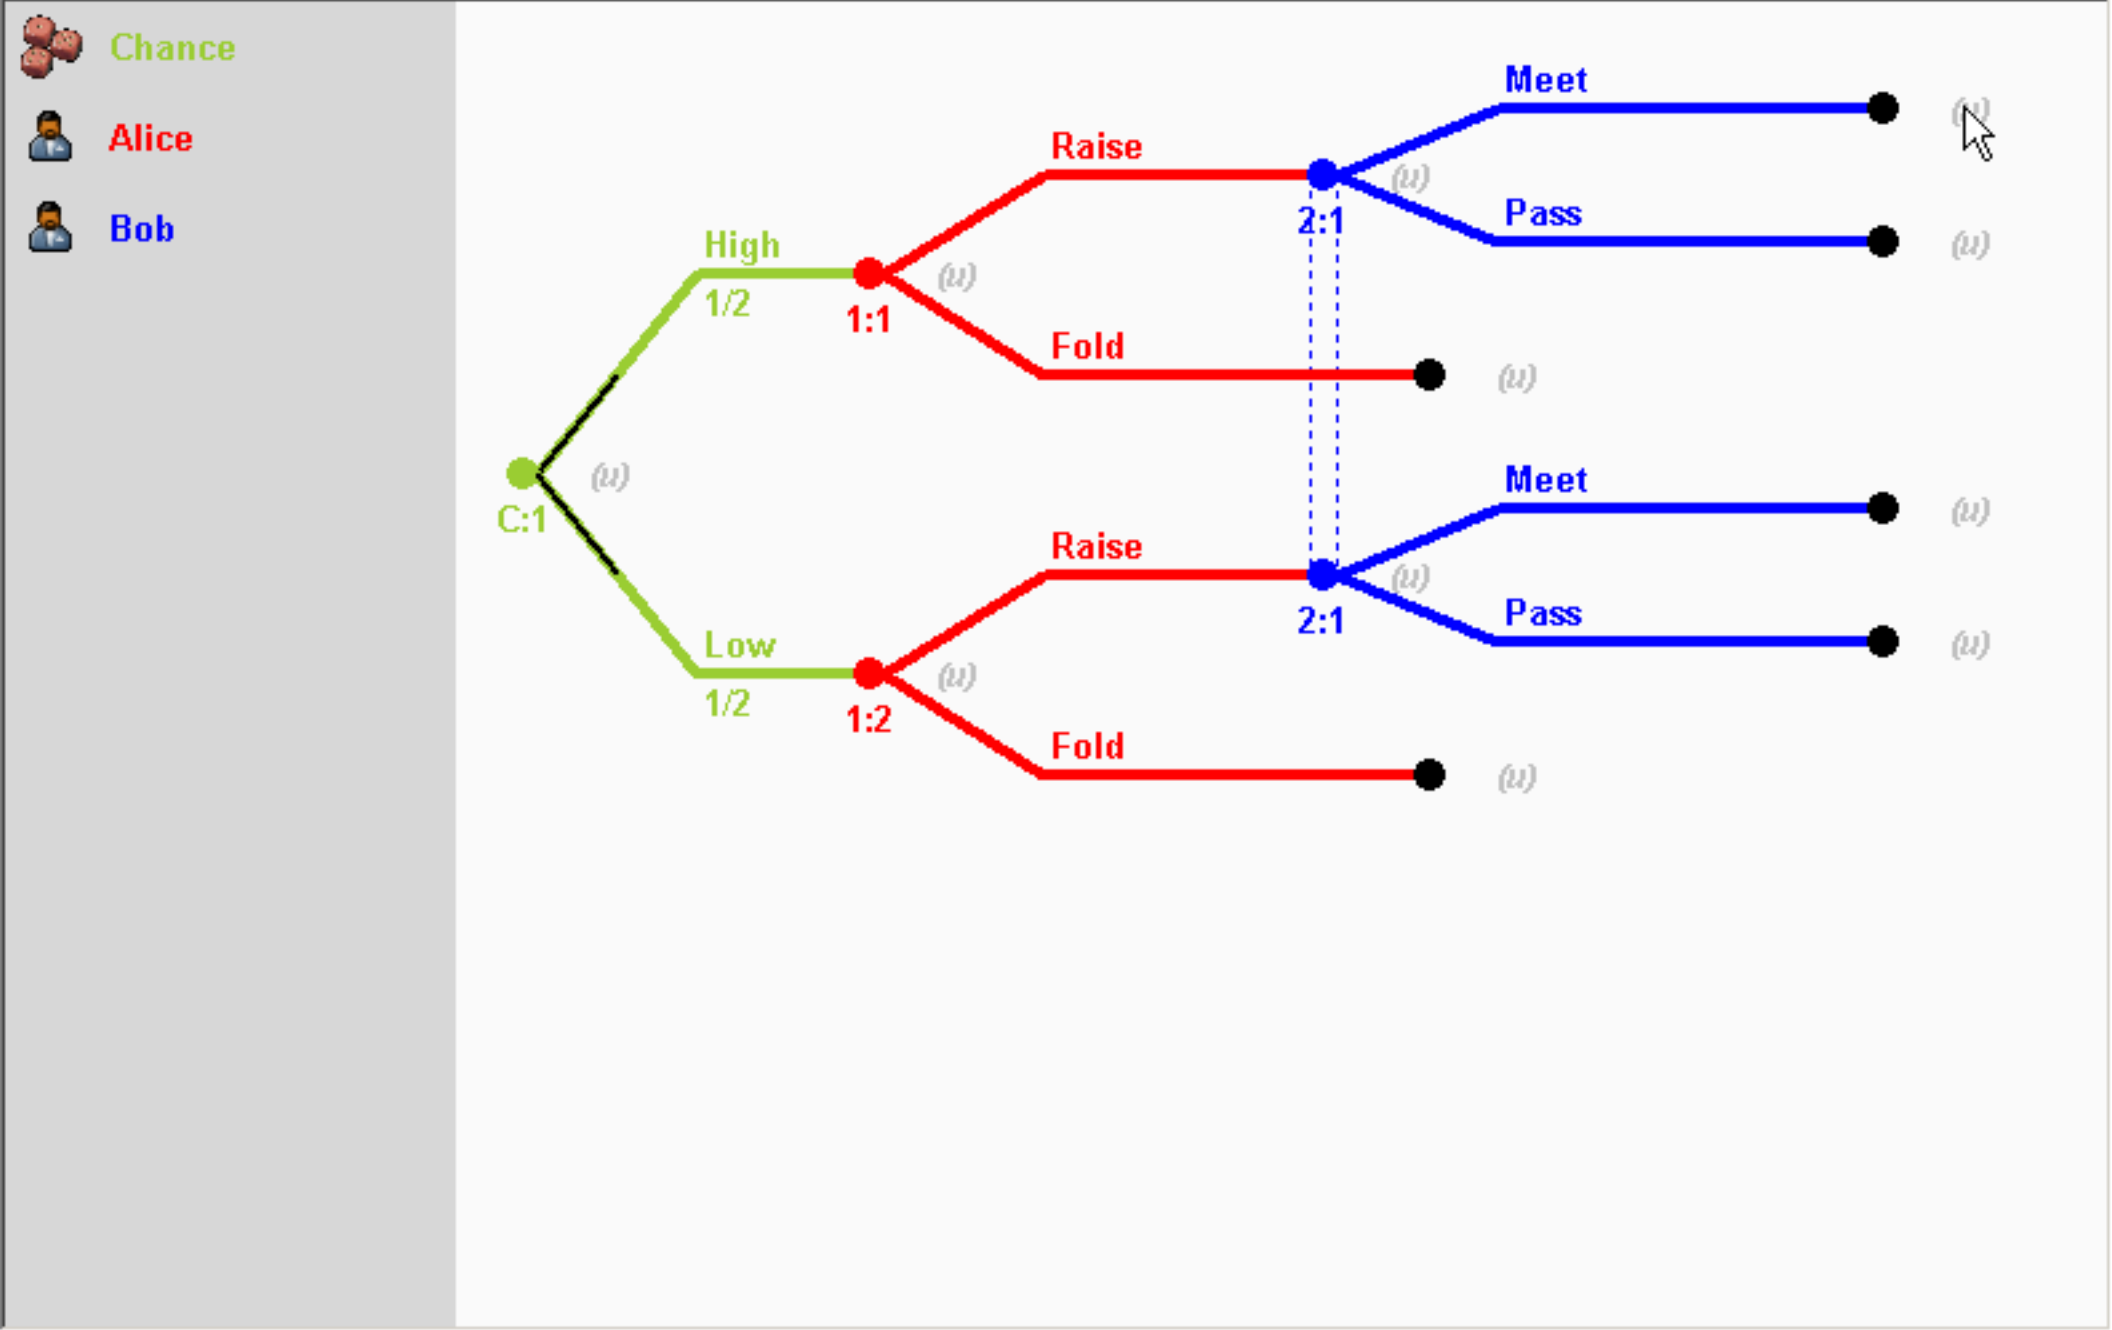 Chance
Alice
Bob
Meet
(u)
Raise
(u)
2:1
Pass
(u)
High
1/2
(u)
1:1
Fold
(u)
(u)
C:1
Meet
(u)
Raise
(u)
2:1
Pass
(u)
Low
1/2
(u)
1:2
Fold
(u)